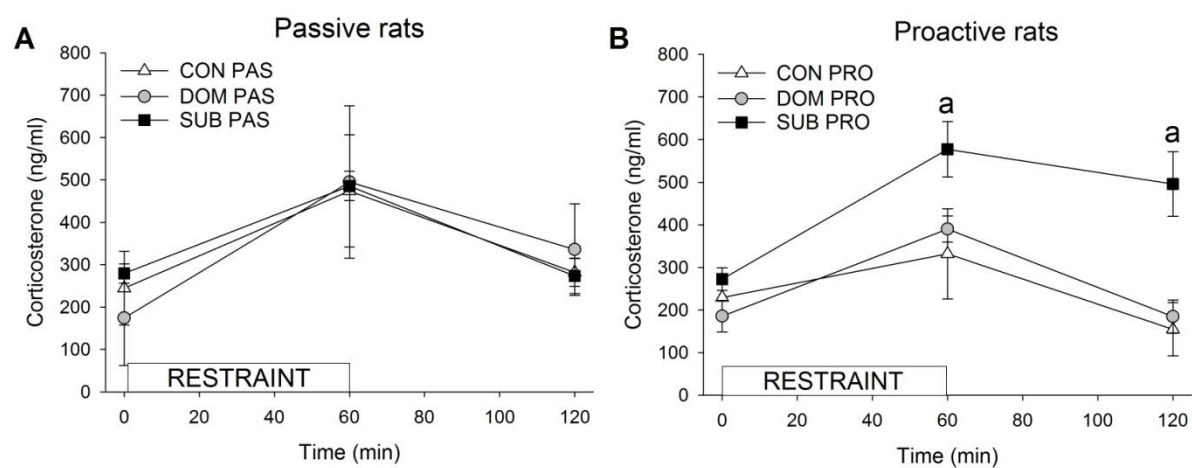 A
Passive rats
800
700
600
500
400
300
200
100
0
Corticosterone (ng/ml)
CON PAS
DOM PAS
SUB PAS
RESTRAINT
0 20 40 60 80 100 120
Time (min)
B
Proactive rats
800
700
600
500
400
300
200
100
0
Corticosterone (ng/ml)
CON PRO
DOM PRO
SUB PRO
a
a
RESTRAINT
0 20 40 60 80 100 120
Time (min)